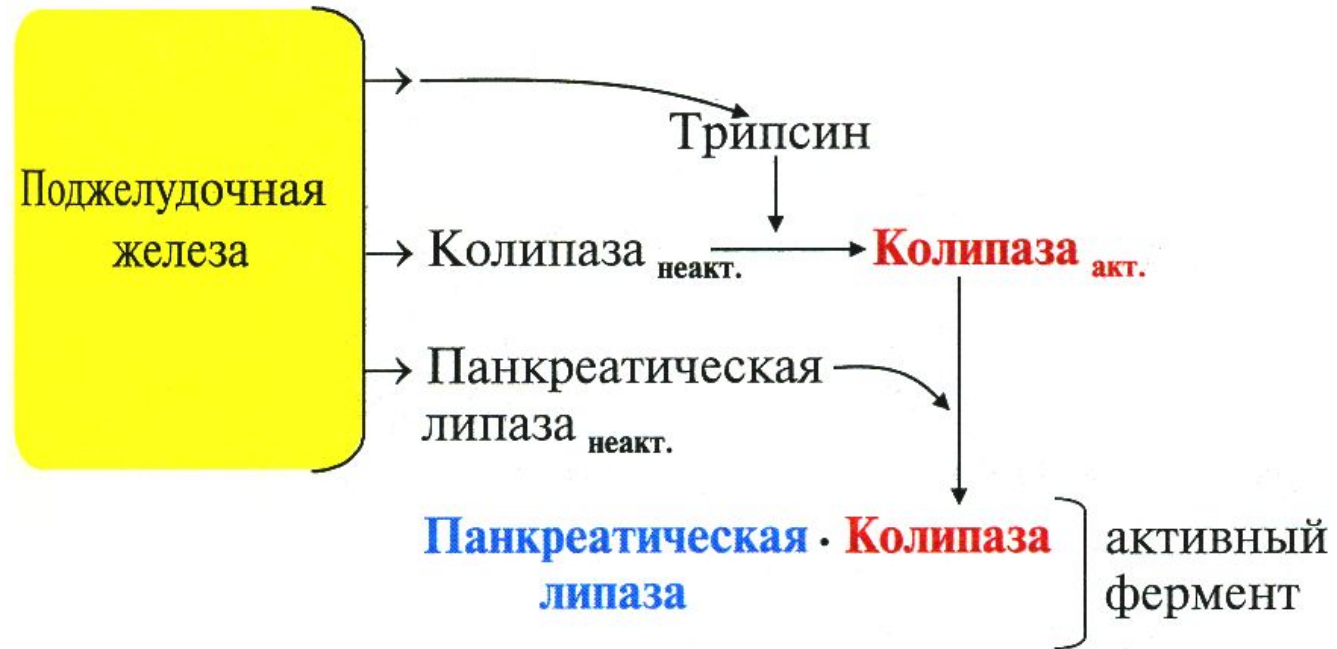 Поджелудочная
железа
Трипсин
Колипаза неакт.
Колипаза акт.
Панкреатическая
липаза неакт.
Панкреатическая · Колипаза
липаза
активный
фермент